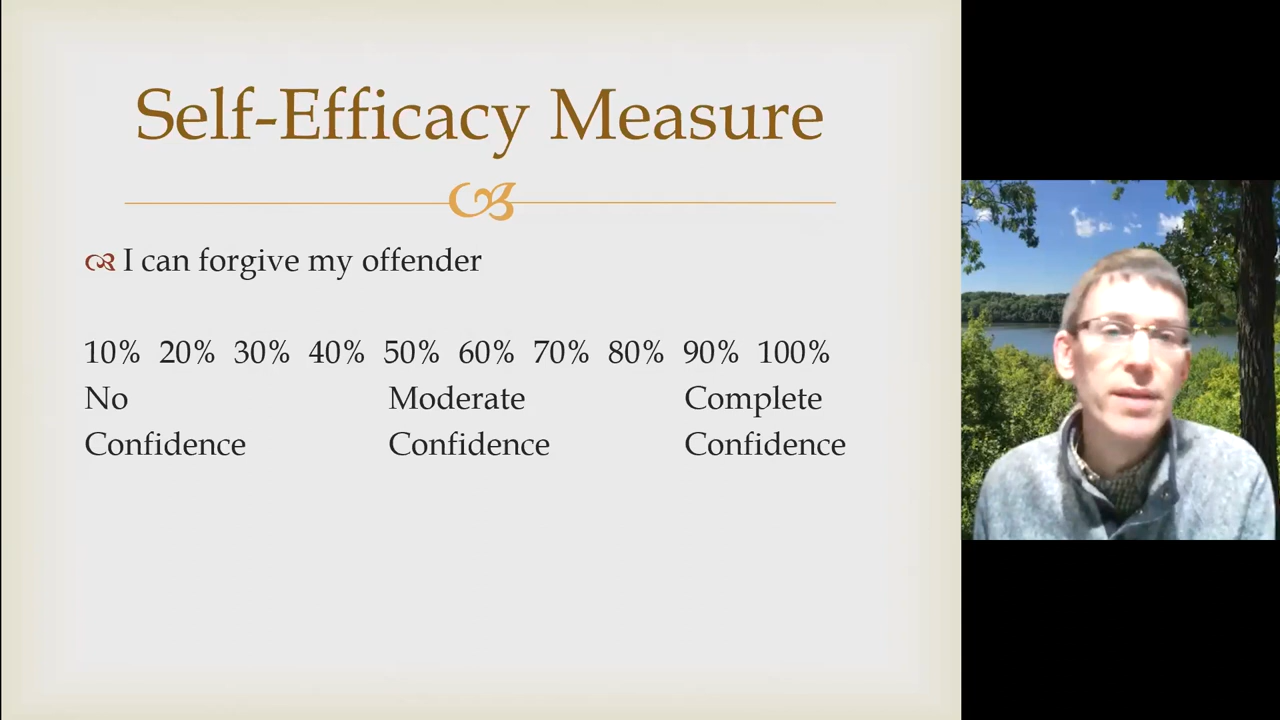 Self-Efficacy Measure
I can forgive my offender
10% 20% 30% 40% 50% 60% 70% 80% 90% 100%
No Moderate Complete
Confidence Confidence Confidence